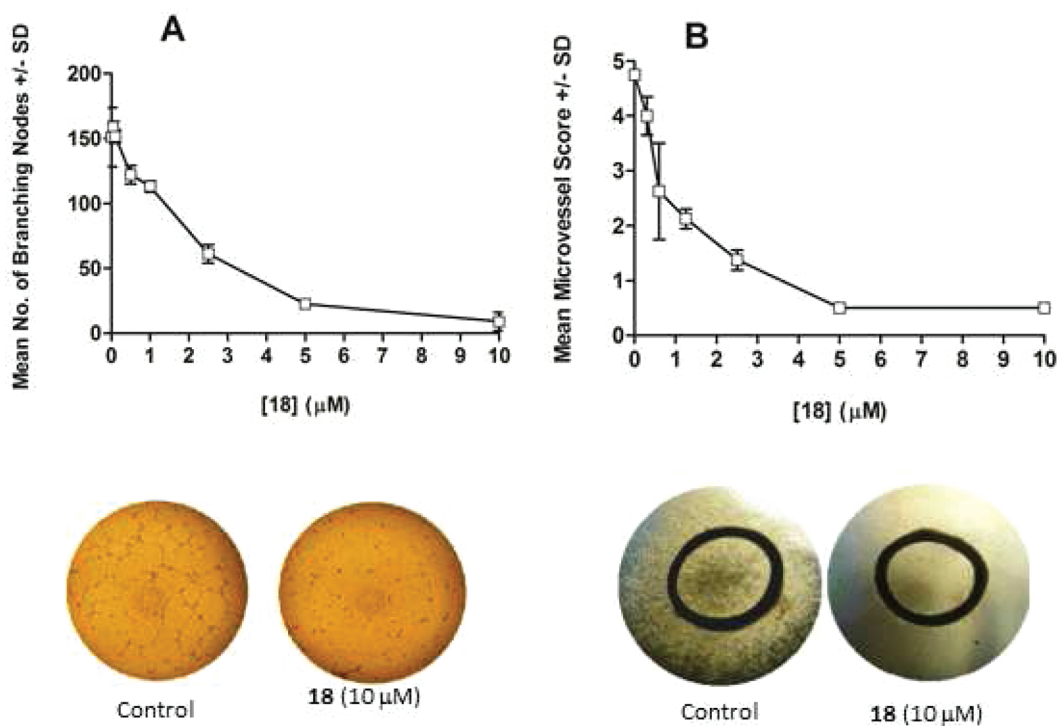 A
Mean No. of Branching Nodes +/- SD
200
150
100
50
0
0 1 2 3 4 5 6 7 8 9 10
[18] (μM)
B
Mean Microvessel Score +/- SD
5
4
3
2
1
0
0 1 2 3 4 5 6 7 8 9 10
[18] (μM)
Control
18 (10 μM)
Control
18 (10 μM)